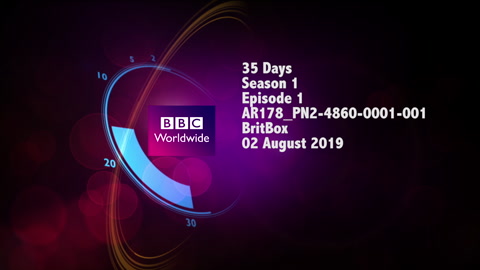 35 Days
Season 1
Episode 1
AR178_PN2-4860-0001-001
BritBox
02 August 2019
BBC
Worldwide
2
5
10
20
30